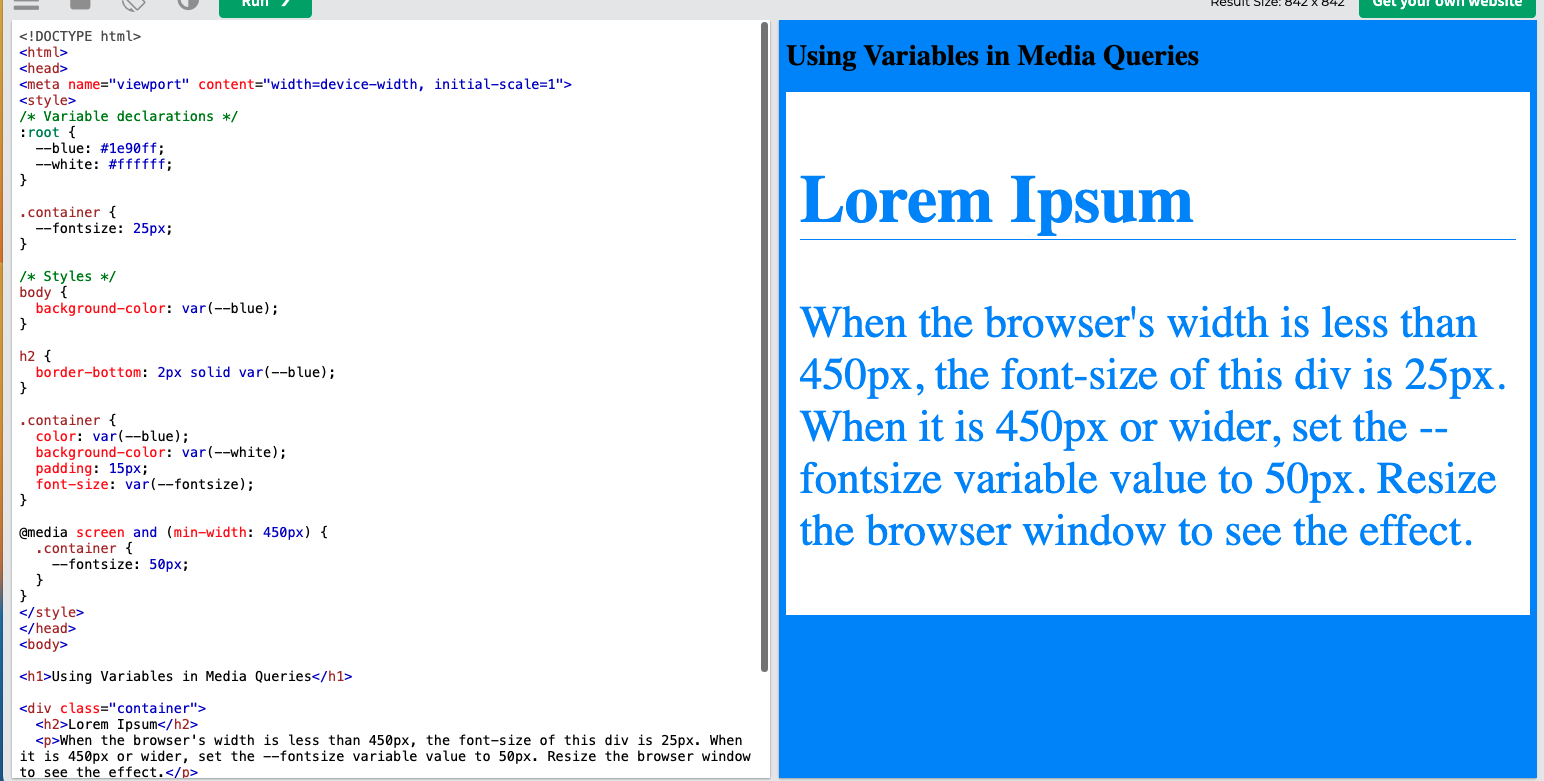 Run ❯
Result Size: 842 x 842
Get your own website
<!DOCTYPE html>
<html>
<head>
<meta name="viewport" content="width=device-width, initial-scale=1">
<style>
/* Variable declarations */
:root {
  --blue: #1e90ff;
  --white: #ffffff;
}
.container {
  --fontsize: 25px;
}
/* Styles */
body {
  background-color: var(--blue);
}
h2 {
  border-bottom: 2px solid var(--blue);
}
.container {
  color: var(--blue);
  background-color: var(--white);
  padding: 15px;
  font-size: var(--fontsize);
}
@media screen and (min-width: 450px) {
  .container {
    --fontsize: 50px;
  }
}
</style>
</head>
<body>
<h1>Using Variables in Media Queries</h1>
<div class="container">
  <h2>Lorem Ipsum</h2>
  <p>When the browser's width is less than 450px, the font-size of this div is 25px. When
it is 450px or wider, set the --fontsize variable value to 50px. Resize the browser window
to see the effect.</p>
Using Variables in Media Queries
Lorem Ipsum
When the browser's width is less than
450px, the font-size of this div is 25px.
When it is 450px or wider, set the --
fontsize variable value to 50px. Resize
the browser window to see the effect.